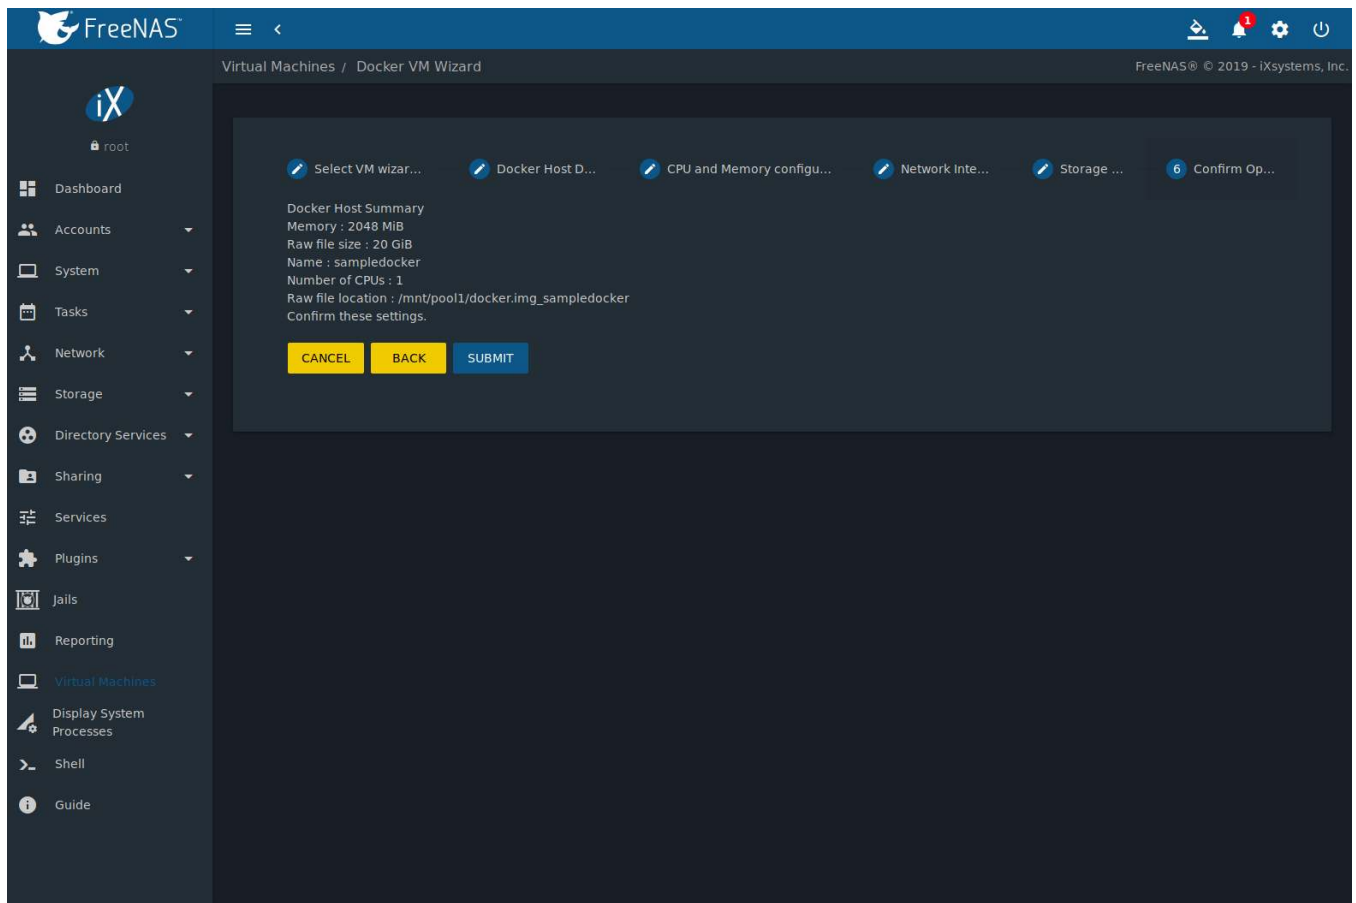 FreeNAS™
1
Virtual Machines / Docker VM Wizard
FreeNAS® © 2019 - iXsystems, Inc.
iX
root
Dashboard
Accounts
System
Tasks
Network
Storage
Directory Services
Sharing
Services
Plugins
Jails
Reporting
Virtual Machines
Display System
Processes
Shell
Guide
Select VM wizar...
Docker Host D...
CPU and Memory configu...
Network Inte...
Storage ...
6 Confirm Op...
Docker Host Summary
Memory : 2048 MiB
Raw file size : 20 GiB
Name : sampledocker
Number of CPUs : 1
Raw file location : /mnt/pool1/docker.img_sampledocker
Confirm these settings.
CANCEL
BACK
SUBMIT